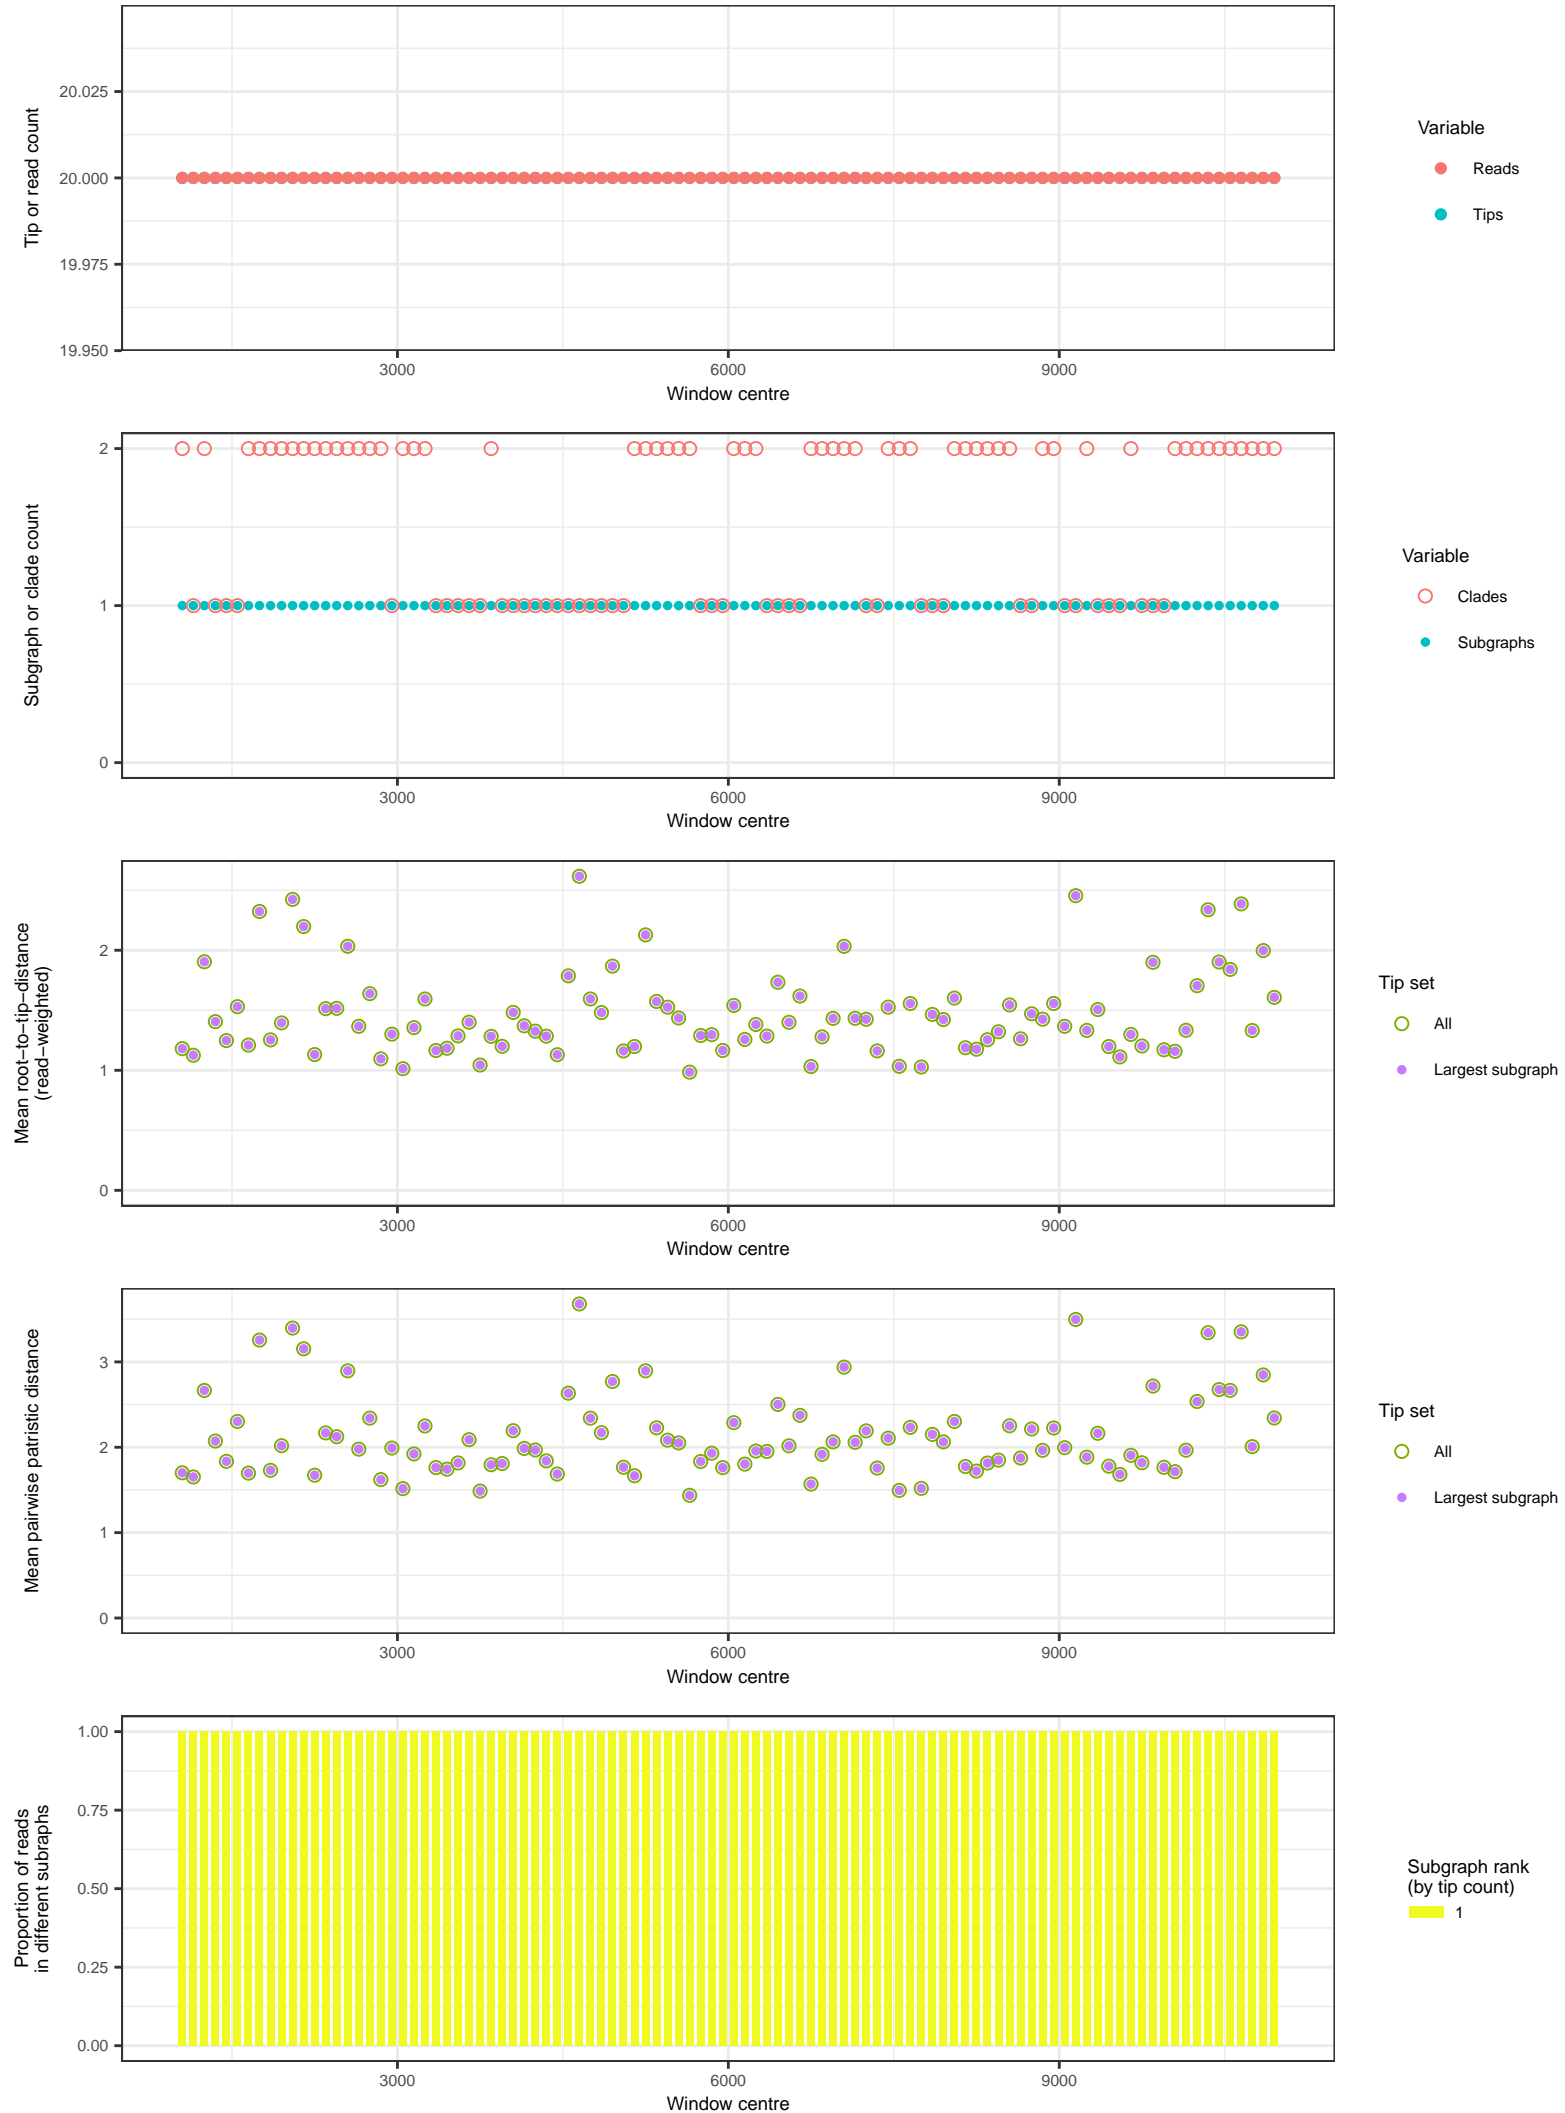 20.025
20.000
19.975
19.950
Tip or read count
3000
6000
9000
Window centre
Variable
Reads
Tips
2
1
0
Subgraph or clade count
3000
6000
9000
Window centre
Variable
Clades
Subgraphs
2
1
0
Mean root−to−tip−distance
(read−weighted)
3000
6000
9000
Window centre
Tip set
All
Largest subgraph
3
2
1
0
Mean pairwise patristic distance
3000
6000
9000
Window centre
Tip set
All
Largest subgraph
1.00
0.75
0.50
0.25
0.00
Proportion of reads
in different subraphs
3000
6000
9000
Window centre
Subgraph rank
(by tip count)
1